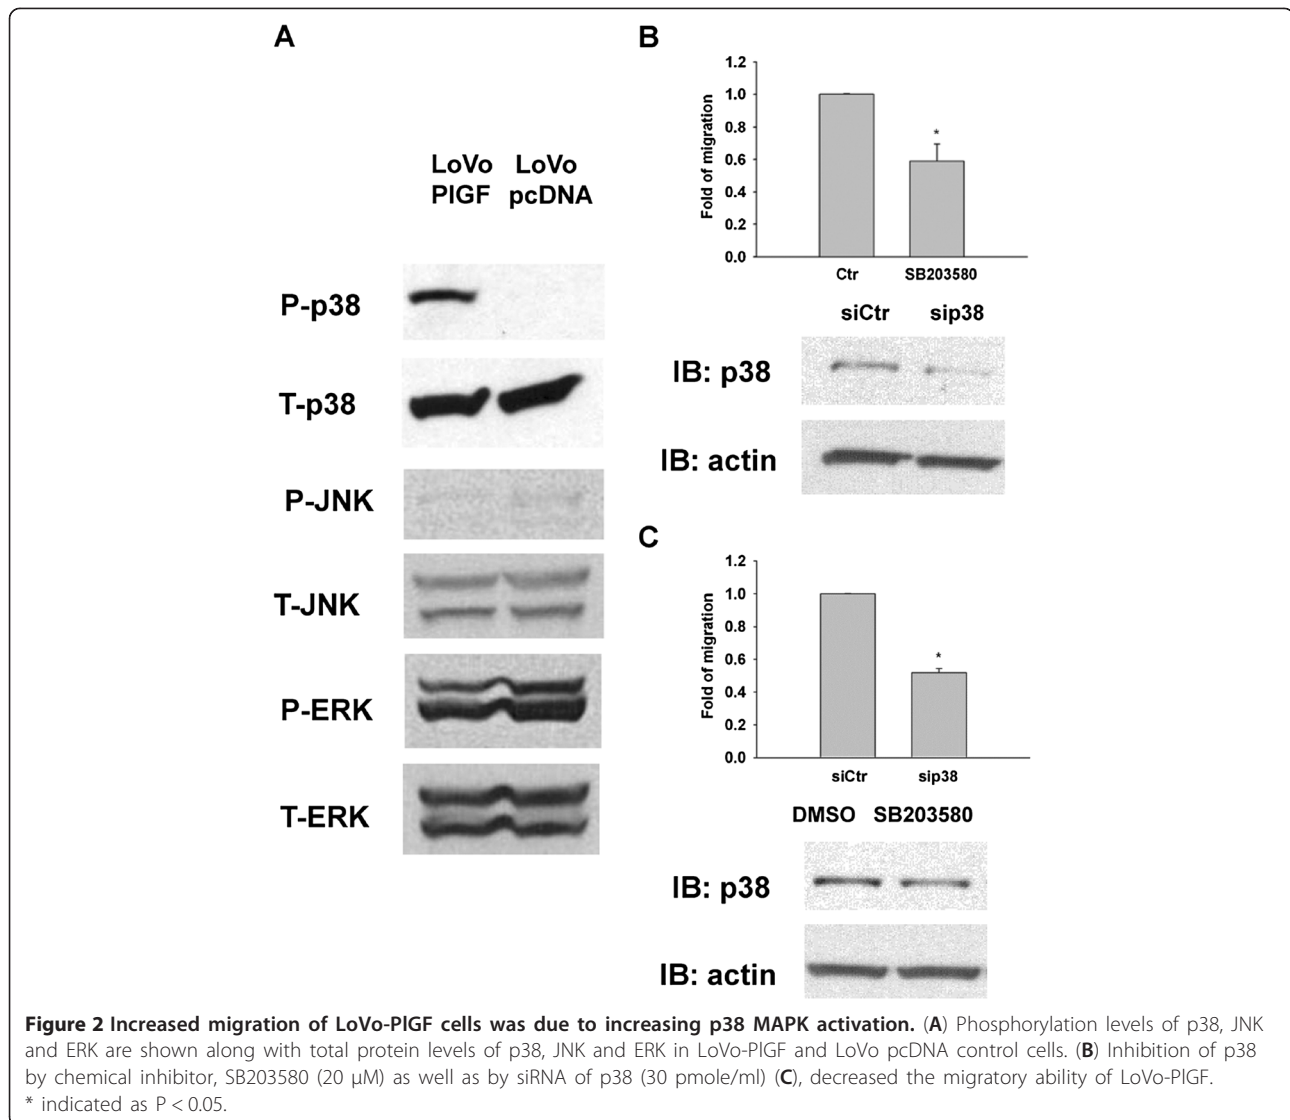 A
LoVo LoVo
PlGF pcDNA
P-p38
T-p38
P-JNK
T-JNK
P-ERK
T-ERK
B
Fold of migration
1.2
1.0
0.8
0.6
0.4
0.2
0.0
*
Ctr SB203580
siCtr sip38
IB: p38
IB: actin
C
Fold of migration
1.2
1.0
0.8
0.6
0.4
0.2
0.0
*
siCtr sip38
DMSO SB203580
IB: p38
IB: actin
Figure 2 Increased migration of LoVo-PlGF cells was due to increasing p38 MAPK activation. (A) Phosphorylation levels of p38, JNK
and ERK are shown along with total protein levels of p38, JNK and ERK in LoVo-PlGF and LoVo pcDNA control cells. (B) Inhibition of p38
by chemical inhibitor, SB203580 (20 μM) as well as by siRNA of p38 (30 pmole/ml) (C), decreased the migratory ability of LoVo-PlGF.
* indicated as P < 0.05.